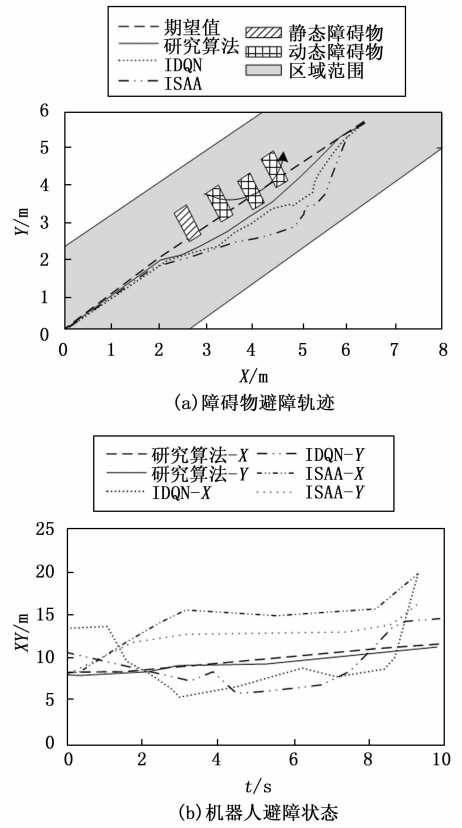 期望值
研究算法
IDQN
ISAA
静态障碍物
动态障碍物
区域范围
6
5
4
3
2
1
0
Y/m
0 1 2 3 4 5 6 7 8
X/m
(a)障碍物避障轨迹
研究算法-X
研究算法-Y
IDQN-X
IDQN-Y
ISAA-X
ISAA-Y
25
20
15
10
5
0
XY/m
0 2 4 6 8 10
t/s
(b)机器人避障状态